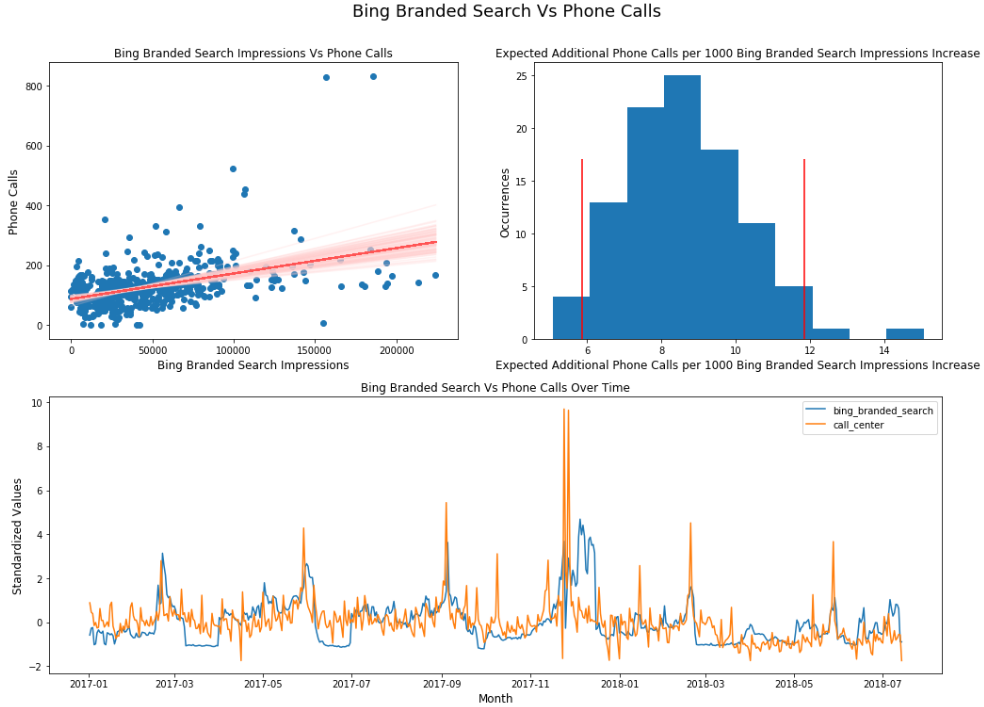 Bing Branded Search Vs Phone Calls
Bing Branded Search Impressions Vs Phone Calls
800
600
400
200
0
Phone Calls
0 50000 100000 150000 200000
Bing Branded Search Impressions
Expected Additional Phone Calls per 1000 Bing Branded Search Impressions Increase
25
20
15
10
5
0
Occurrences
6 8 10 12 14
Expected Additional Phone Calls per 1000 Bing Branded Search Impressions Increase
Bing Branded Search Vs Phone Calls Over Time
10
8
6
4
2
0
−2
Standardized Values
bing_branded_search
call_center
2017-01 2017-03 2017-05 2017-07 2017-09 2017-11 2018-01 2018-03 2018-05 2018-07
Month